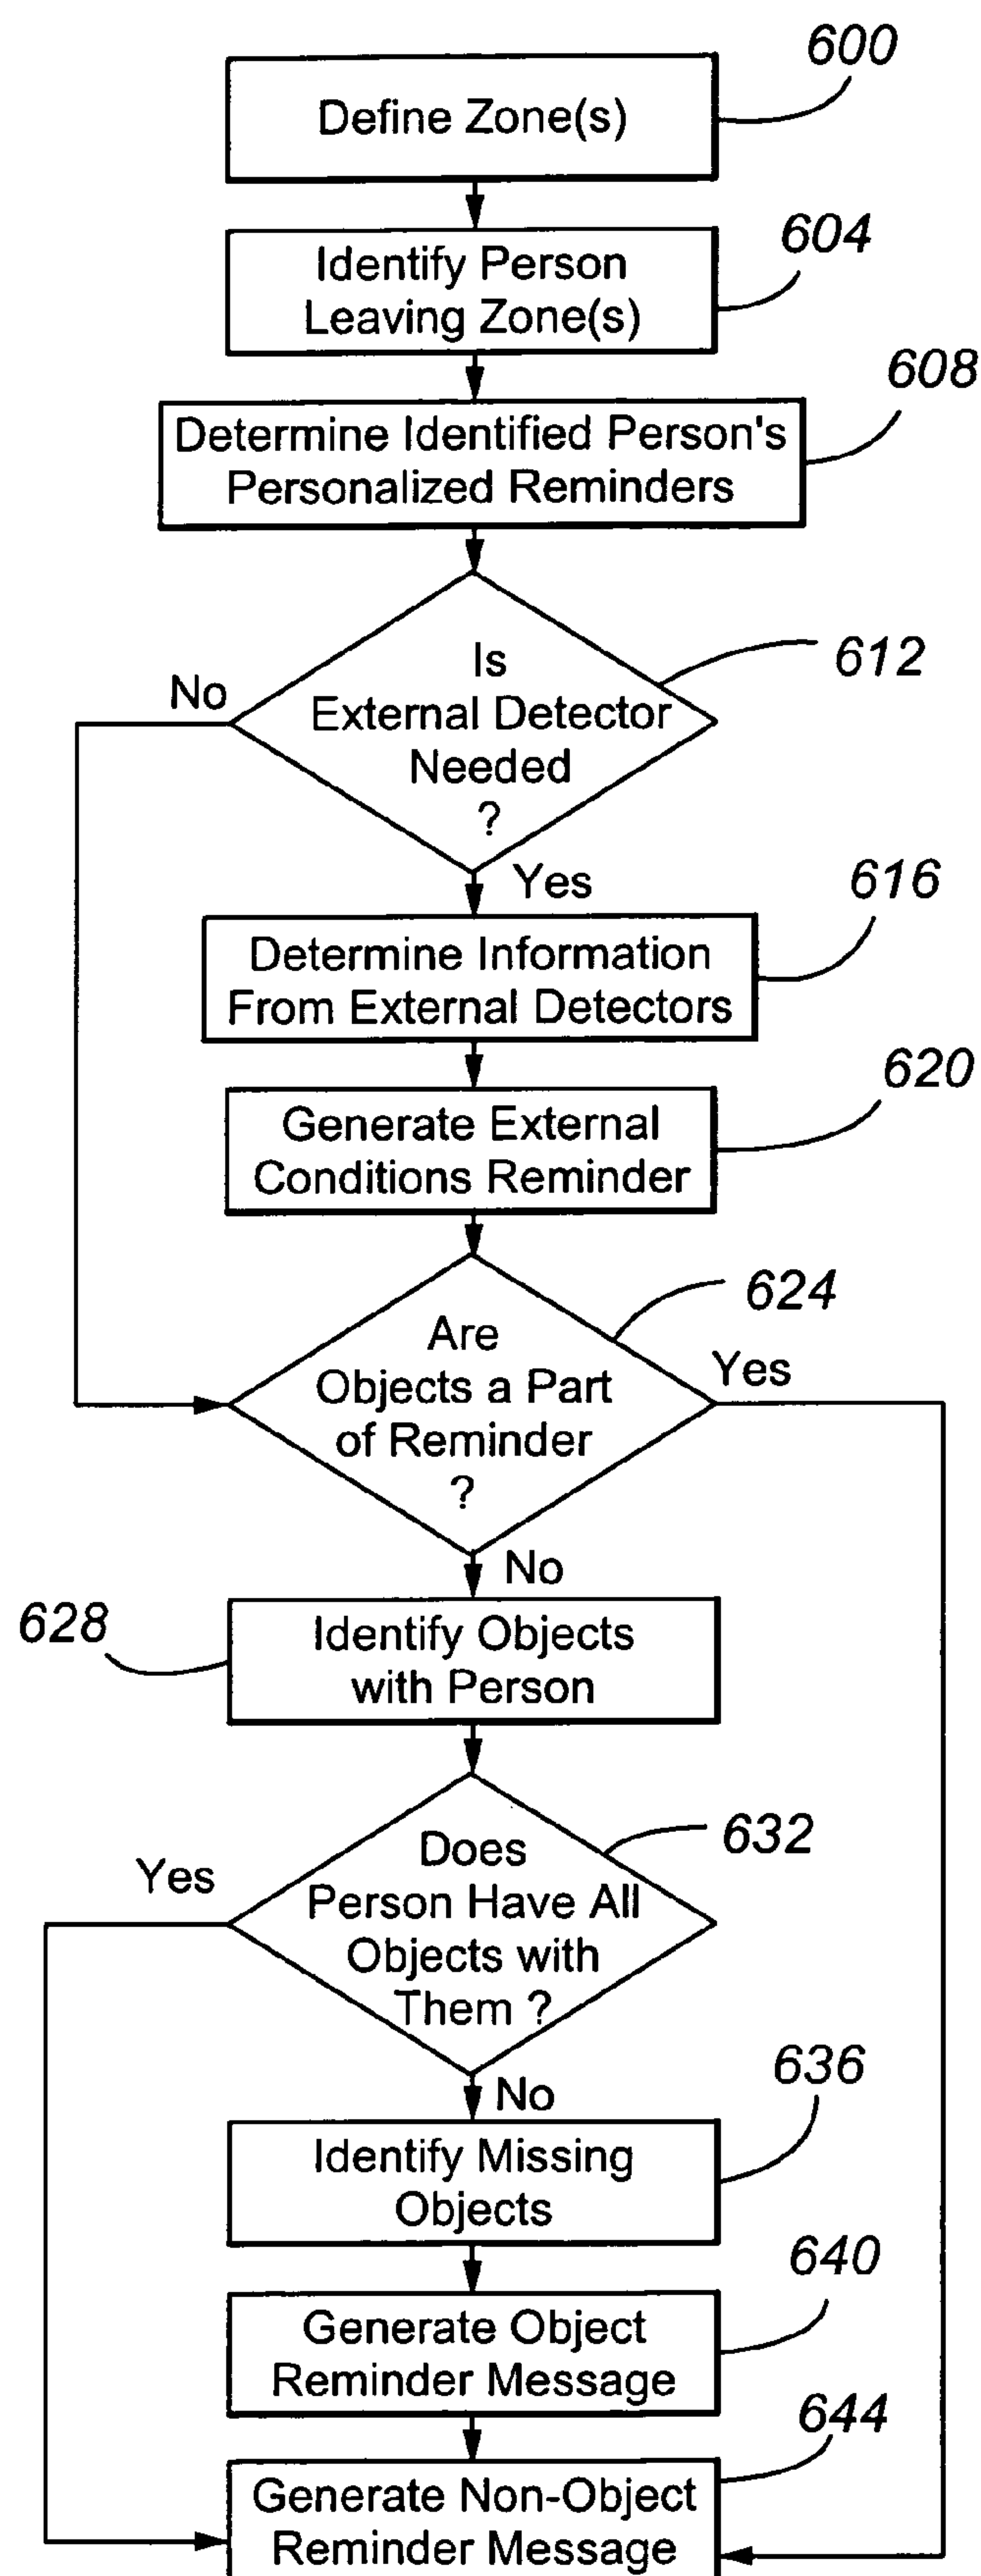 600
Define Zone(s)
604
Identify Person
Leaving Zone(s)
608
Determine Identified Person's
Personalized Reminders
612
Is
External Detector
Needed
?
No
Yes
616
Determine Information
From External Detectors
620
Generate External
Conditions Reminder
624
Are
Objects a Part
of Reminder
?
Yes
No
628
Identify Objects
with Person
632
Does
Person Have All
Objects with
Them ?
Yes
No
636
Identify Missing
Objects
640
Generate Object
Reminder Message
644
Generate Non-Object
Reminder Message